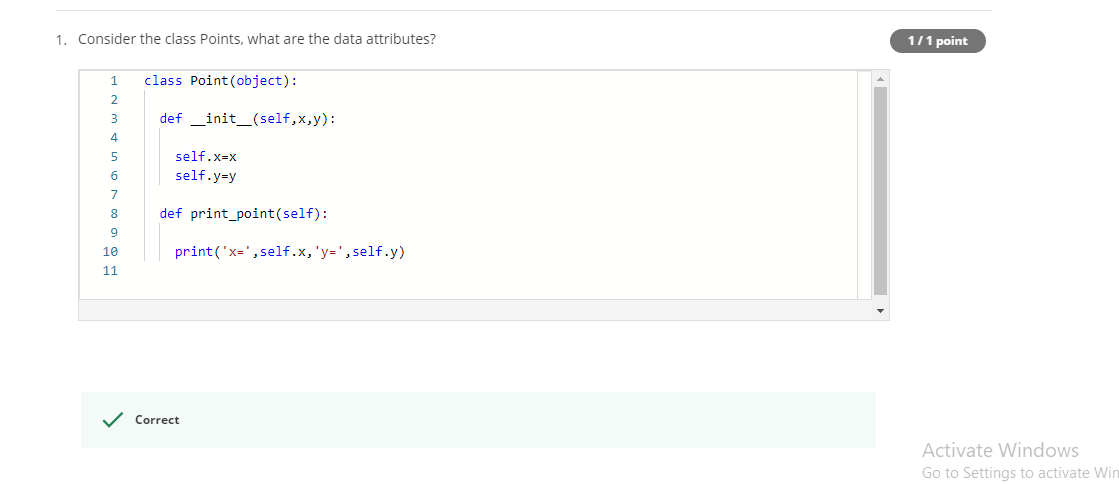 1. Consider the class Points, what are the data attributes?
1 / 1 point
1 class Point(object):
2
3 def __init__(self,x,y):
4
5 self.x=x
6 self.y=y
7
8 def print_point(self):
9
10 print('x=',self.x,'y=',self.y)
11
Correct
Activate Windows
Go to Settings to activate Win